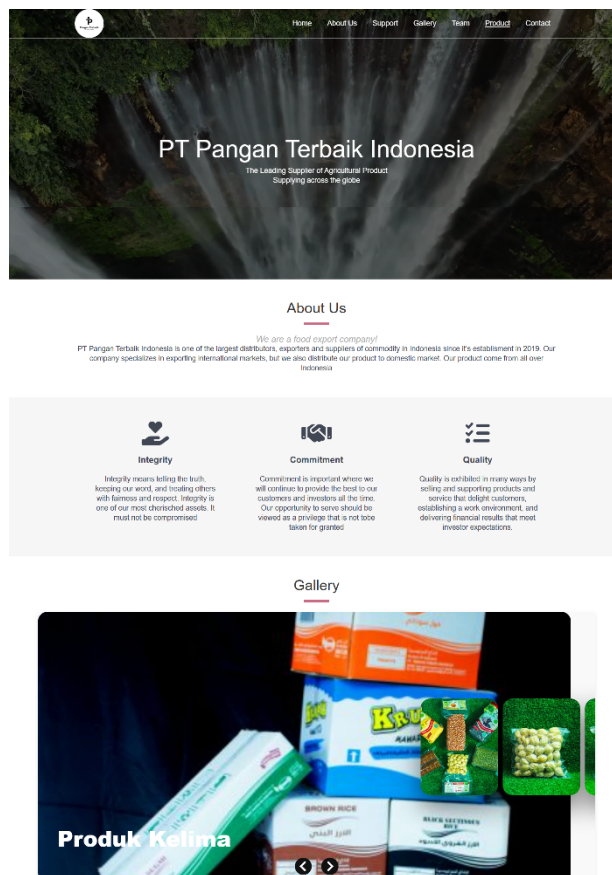 Home About Us Support Gallery Team Product Contact
PT Pangan Terbaik Indonesia
The Leading Supplier of Agricultural Product
Supplying across the globe
About Us
We are a food export company!
PT Pangan Terbaik Indonesia is one of the largest distributors, exporters and suppliers of commodity in Indonesia since it's establisment in 2019. Our
company specializes in exporting international markets, but we also distribute our product to domestic market. Our product come from all over
Indonesia
Integrity
Integrity means telling the truth,
keeping our word, and treating others
with fairness and respect. Integrity is
one of our most cherisched assets. It
must not be compromised
Commitment
Commitment is important where we
will continue to provide the best to our
customers and investors all the time.
Our opportunity to serve should be
viewed as a privilege that is not tobe
taken for granted
Quality
Quality is exhibited in many ways by
selling and supporting products and
service that delight customers,
establishing a work environment, and
delivering financial results that meet
investor expectations.
Gallery
KRU
BROWN RICE
الارز البني
BLACK GLUTINOUS
RICE
Produk Kelima